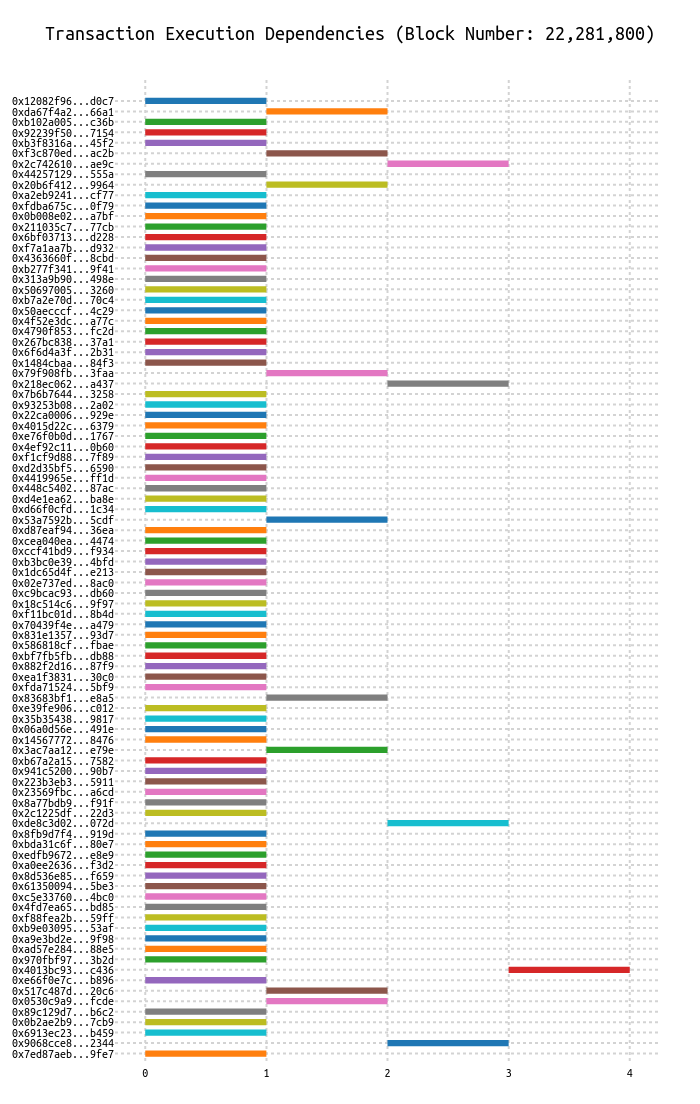 Transaction Execution Dependencies (Block Number: 22,281,800)
0x12082f96...d0c7
0xda67f4a2...66a1
0xb102a005...c36b
0x92239f50...7154
0xb3f8316a...45f2
0xf3c870ed...ac2b
0x2c742610...ae9c
0x44257129...555a
0x20b6f412...9964
0xa2eb9241...cf77
0xfdba675c...0f79
0x0b008e02...a7bf
0x211035c7...77cb
0x6bf03713...d228
0xf7a1aa7b...d932
0x4363660f...8cbd
0xb277f341...9f41
0x313a9b90...498e
0x50697005...3260
0xb7a2e70d...70c4
0x50aecccf...4c29
0x4f52e3dc...a77c
0x4790f853...fc2d
0x267bc838...37a1
0x6f6d4a3f...2b31
0x1484cbaa...84f3
0x79f908fb...3faa
0x218ec062...a437
0x7b6b7644...3258
0x93253b08...2a02
0x22ca0006...929e
0x4015d22c...6379
0xe76f0b0d...1767
0x4ef92c11...0b60
0xf1cf9d88...7f89
0xd2d35bf5...6590
0x4419965e...ff1d
0x448c5402...87ac
0xd4e1ea62...ba8e
0xd66f0cfd...1c34
0x53a7592b...5cdf
0xd87eaf94...36ea
0xcea040ea...4474
0xccf41bd9...f934
0xb3bc0e39...4bfd
0x1dc65d4f...e213
0x02e737ed...8ac0
0xc9bcac93...db60
0x18c514c6...9f97
0xf11bc01d...8b4d
0x70439f4e...a479
0x831e1357...93d7
0x586818cf...fbae
0xbf7fb5fb...db88
0x882f2d16...87f9
0xea1f3831...30c0
0xfda71524...5bf9
0x83683bf1...e8a5
0xe39fe906...c012
0x35b35438...9817
0x06a0d56e...491e
0x14567772...8476
0x3ac7aa12...e79e
0xb67a2a15...7582
0x941c5200...90b7
0x223b3eb3...5911
0x23569fbc...a6cd
0x8a77bdb9...f91f
0x2c1225df...22d3
0xde8c3d02...072d
0x8fb9d7f4...919d
0xbda31c6f...80e7
0xedfb9672...e8e9
0xa0ee2636...f3d2
0x8d536e85...f659
0x61350094...5be3
0xc5e33760...4bc0
0x4fd7ea65...bd85
0xf88fea2b...59ff
0xb9e03095...53af
0xa9e3bd2e...9f98
0xad57e284...88e5
0x970fbf97...3b2d
0x4013bc93...c436
0xe66f0e7c...b896
0x517c487d...20c6
0x0530c9a9...fcde
0x89c129d7...b6c2
0x0b2ae2b9...7cb9
0x6913ec23...b459
0x9068cce8...2344
0x7ed87aeb...9fe7
0 1 2 3 4